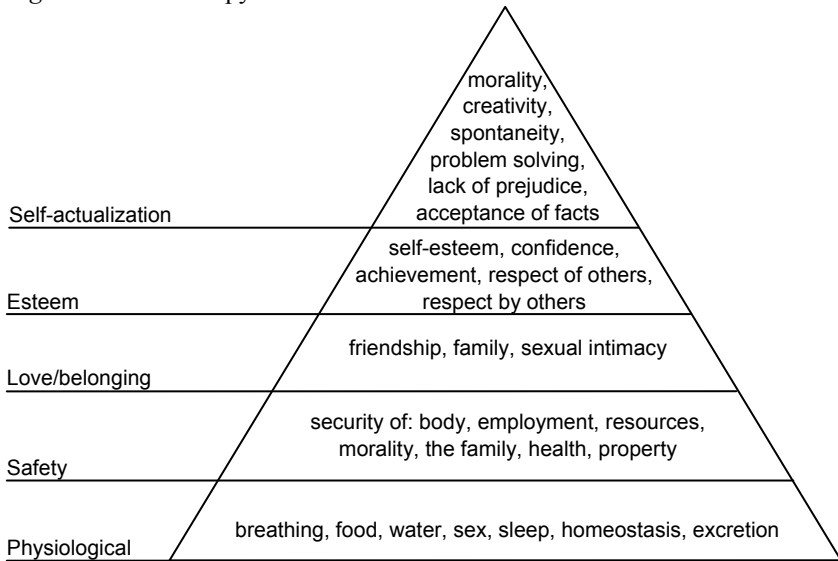 morality,
creativity,
spontaneity,
problem solving,
lack of prejudice,
acceptance of facts
Self-actualization
self-esteem, confidence,
achievement, respect of others,
respect by others
Esteem
friendship, family, sexual intimacy
Love/belonging
security of: body, employment, resources,
morality, the family, health, property
Safety
breathing, food, water, sex, sleep, homeostasis, excretion
Physiological